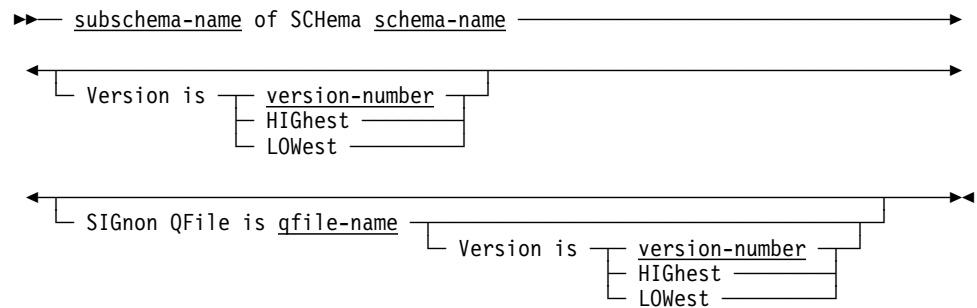 subschema-name of SCHema schema-name
Version is version-number
HIGhest
LOWest
SIGnon QFile is qfile-name
Version is version-number
HIGhest
LOWest